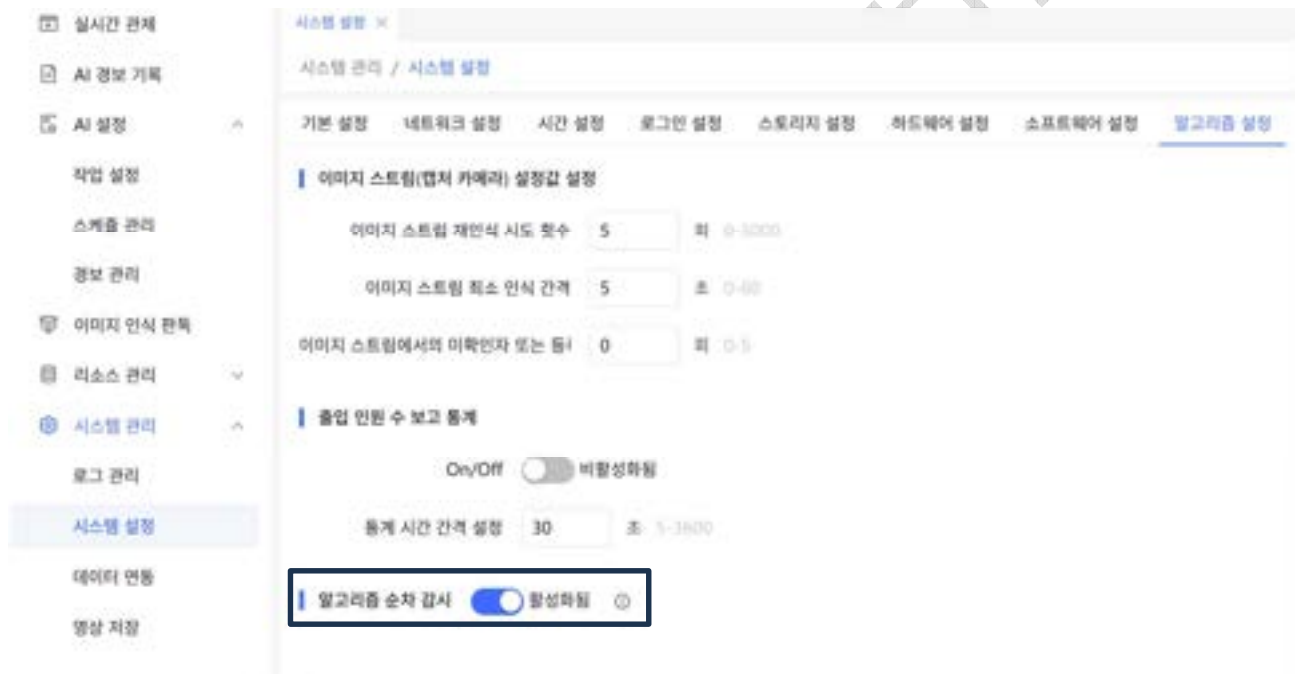 실시간 관제
AI 경보 기록
AI 설정
작업 설정
스케줄 관리
경보 관리
이미지 인식 판독
리소스 관리
시스템 관리
로그 관리
시스템 설정
데이터 연동
영상 저장
시스템 설정 ×
시스템 관리 / 시스템 설정
기본 설정 네트워크 설정 시간 설정 로그인 설정 스토리지 설정 하드웨어 설정 소프트웨어 설정 알고리즘 설정
이미지 스트림(캡처 카메라) 설정값 설정
이미지 스트림 재인식 시도 횟수 5 회 0-3000
이미지 스트림 최소 인식 간격 5 초 0-60
이미지 스트림에서의 미확인자 또는 0 회 0-5
출입 인원 수 보고 통계
On/Off 비활성화됨
통계 시간 간격 설정 30 초 5-3600
알고리즘 순차 감시 활성화됨